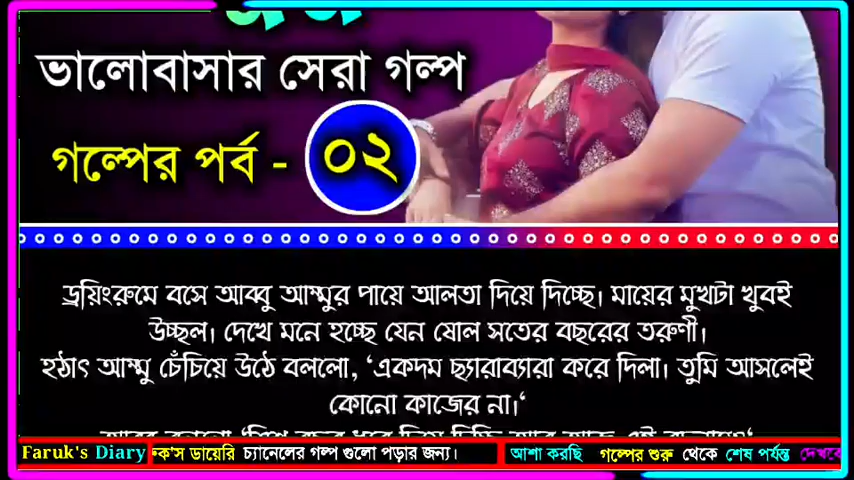 ভালোবাসার সেরা গল্প
গল্পের পর্ব - ০২
ড্রয়িংরুমে বসে আব্বু আম্মুর পায়ে আলতা দিয়ে দিচ্ছে। মায়ের মুখটা খুবই
উচ্ছল। দেখে মনে হচ্ছে যেন ষোল সতের বছরের তরুণী।
হঠাৎ আম্মু চেঁচিয়ে উঠে বললো, ‘একদম ছ্যারাব্যারা করে দিলা। তুমি আসলেই
কোনো কাজের না।‘
Faruk's Diary ক'স ডায়েরি চ্যানেলের গল্প গুলো পড়ার জন্য। আশা করছি গল্পের শুরু থেকে শেষ পর্যন্ত